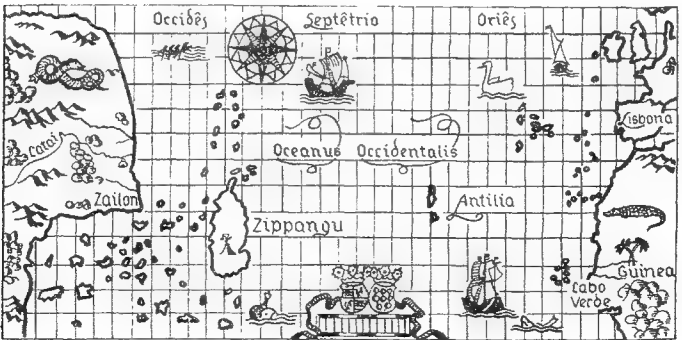 Occidēs Septētrio Oriēs
Lisbona
Oceanus Occidentalis
Catai
Zailon
Antilia
Zippangu
Guinea
Cabo
Verde